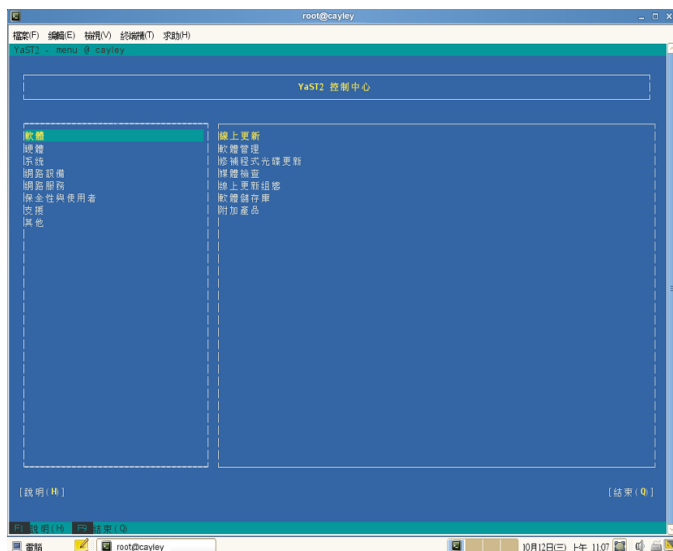 root@cayley
檔案(F) 編輯(E) 檢視(V) 終端機(T) 求助(H)
YaST2 - menu @ cayley
YaST2 控制中心
軟體
硬體
系統
網路設備
網路服務
保全性與使用者
支援
其他
線上更新
軟體管理
修補程式光碟更新
媒體檢查
線上更新組態
軟體儲存庫
附加產品
[說明(H)] [結束(Q)]
F1 說明(H) F9 結束(Q)
電腦 root@cayley 10月12日(三) 上午 11:07